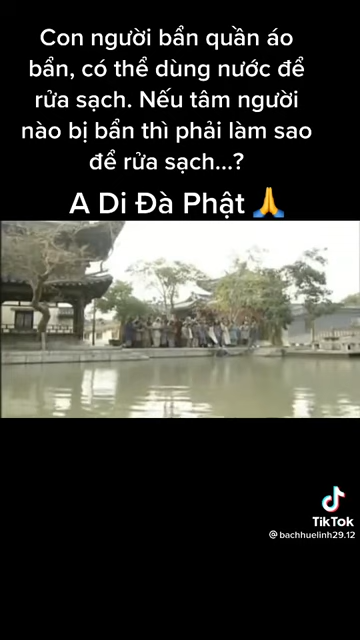 Con người bẩn quần áo
bẩn, có thể dùng nước để
rửa sạch. Nếu tâm người
nào bị bẩn thì phải làm sao
để rửa sạch...?
A Di Đà Phật 🙏
TikTok
@bachhuelinh29.12